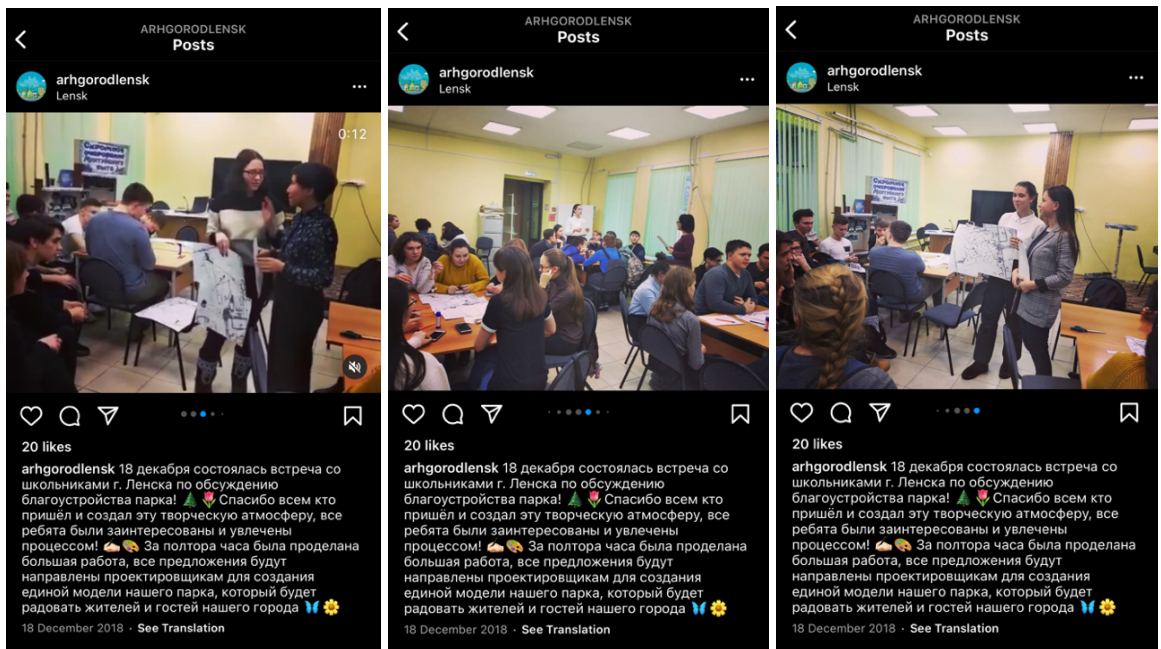 ARHGORODLENSK
Posts
arhgorodlensk
Lensk
0:12
20 likes
arhgorodlensk 18 декабря состоялась встреча со
школьниками г. Ленска по обсуждению
благоустройства парка! 🌲🌷Спасибо всем кто
пришёл и создал эту творческую атмосферу, все
ребята были заинтересованы и увлечены
процессом! ✍🏻🎨 За полтора часа была проделана
большая работа, все предложения будут
направлены проектировщикам для создания
единой модели нашего парка, который будет
радовать жителей и гостей нашего города 🦋🌼
18 December 2018 · See Translation
ARHGORODLENSK
Posts
arhgorodlensk
Lensk
20 likes
arhgorodlensk 18 декабря состоялась встреча со
школьниками г. Ленска по обсуждению
благоустройства парка! 🌲🌷Спасибо всем кто
пришёл и создал эту творческую атмосферу, все
ребята были заинтересованы и увлечены
процессом! ✍🏻🎨 За полтора часа была проделана
большая работа, все предложения будут
направлены проектировщикам для создания
единой модели нашего парка, который будет
радовать жителей и гостей нашего города 🦋🌼
18 December 2018 · See Translation
ARHGORODLENSK
Posts
arhgorodlensk
Lensk
20 likes
arhgorodlensk 18 декабря состоялась встреча со
школьниками г. Ленска по обсуждению
благоустройства парка! 🌲🌷Спасибо всем кто
пришёл и создал эту творческую атмосферу, все
ребята были заинтересованы и увлечены
процессом! ✍🏻🎨 За полтора часа была проделана
большая работа, все предложения будут
направлены проектировщикам для создания
единой модели нашего парка, который будет
радовать жителей и гостей нашего города 🦋🌼
18 December 2018 · See Translation